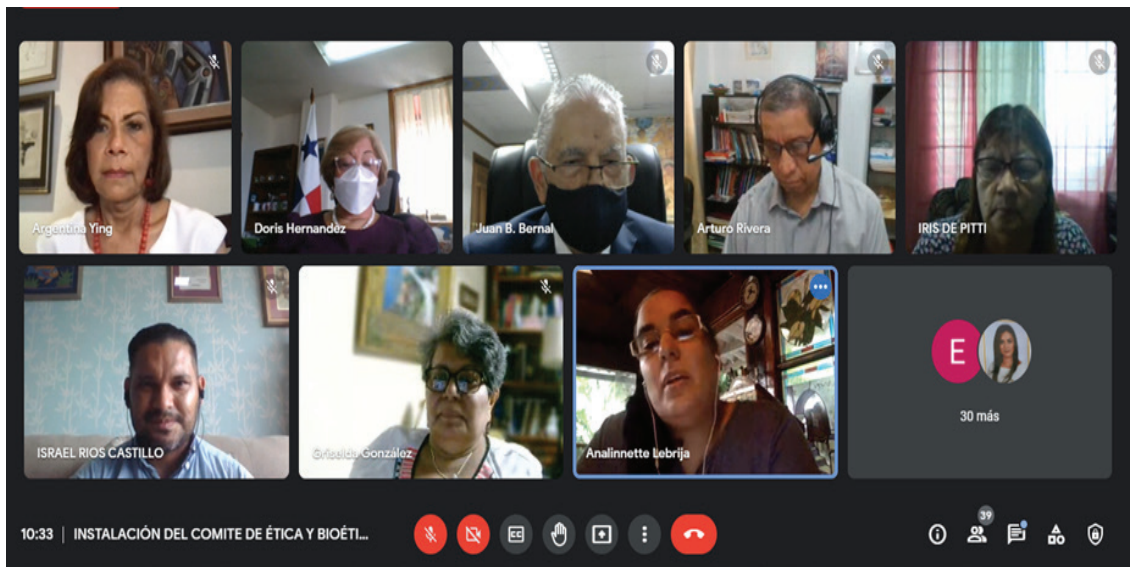 Argentina Ying
Doris Hernandez
Juan B. Bernal
Arturo Rivera
IRIS DE PITTI
ISRAEL RIOS CASTILLO
Griselda González
Analinnette Lebrija
E
30 más
10:33 | INSTALACIÓN DEL COMITE DE ÉTICA Y BIOÉTI...
CC
39